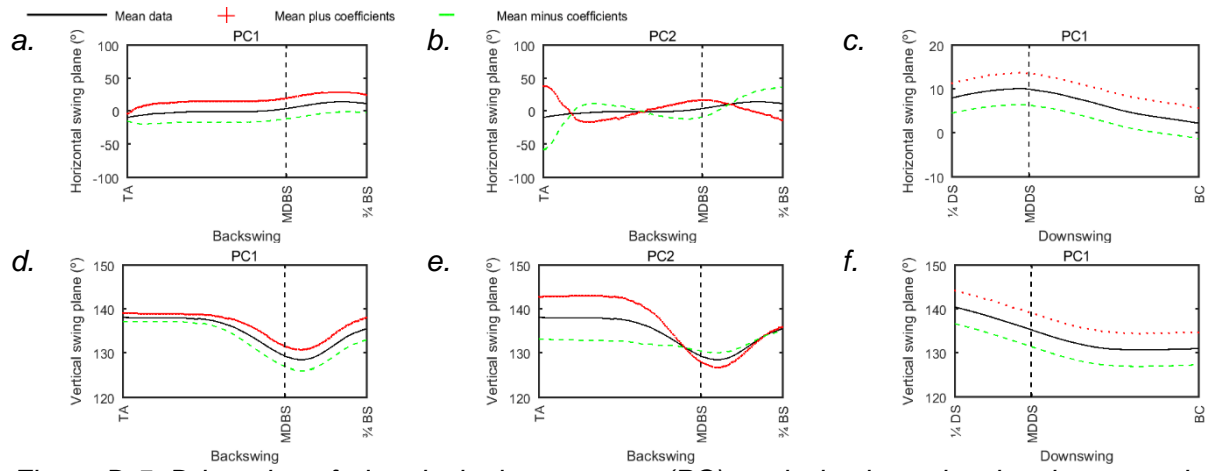 Mean data Mean plus coefficients Mean minus coefficients
a. PC1
Horizontal swing plane (º)
100
50
0
-50
-100
TA MDBS ¾ BS
Backswing
b. PC2
Horizontal swing plane (º)
100
50
0
-50
-100
TA MDBS ¾ BS
Backswing
c. PC1
Horizontal swing plane (º)
20
10
0
-10
¼ DS MDDS BC
Downswing
d. PC1
Vertical swing plane (º)
150
140
130
120
TA MDBS ¾ BS
Backswing
e. PC2
Vertical swing plane (º)
150
140
130
120
TA MDBS ¾ BS
Backswing
f. PC1
Vertical swing plane (º)
150
140
130
120
¼ DS MDDS BC
Downswing